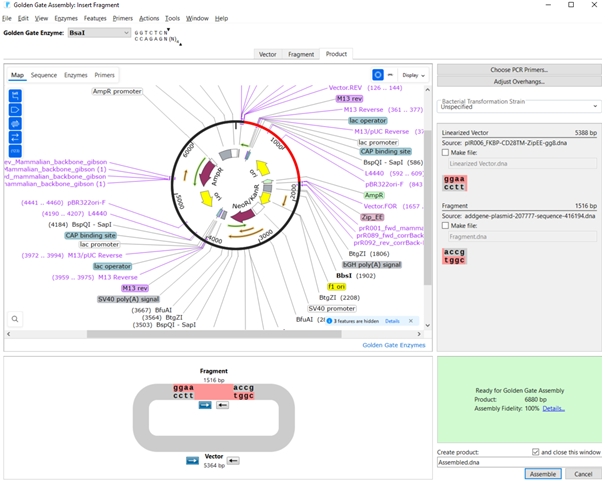 Golden Gate Assembly: Insert Fragment
File Edit View Enzymes Features Primers Actions Tools Window Help
Golden Gate Enzyme: BsaI
GGTCTCN
CCAGAGN(N)4
Vector Fragment Product
Map Sequence Enzymes Primers
Display
AmpR promoter
Vector.REV (126 .. 144)
M13 rev
M13 Reverse (361 .. 377)
lac operator
M13/pUC Reverse
lac promoter
CAP binding site
BspQI - SapI (586)
L4440 (592 .. 609)
pBR322ori-F (843
AmpR
Vector.FOR (1657
Zip_EE
prR001_fwd_mamma
prR089_fwd_corrBack
prR092_rev_corrBack-H
BtgZI (1806)
bGH poly(A) signal
BbsI (1902)
f1 ori
BtgZI (2208)
SV40 promoter
BfuAI
rev_Mammalian_backbone_gibson
_mammalian_backbone_gibson (1)
d_mammalian_backbone_gibson (1)
(4441 .. 4460) pBR322ori-F
(4190 .. 4207) L4440
(4184) BspQI - SapI
CAP binding site
lac promoter
(3972 .. 3994) M13/pUC Reverse
lac operator
(3959 .. 3975) M13 Reverse
M13 rev
SV40 poly(A) signal
(3667) BfuAI
(3564) BtgZI
(3503) BspQI - SapI
1000
2000
3000
4000
5000
6000
AmpR
ori
NeoR/KanR
ori
3 features are hidden Details
Golden Gate Enzymes
Fragment
1516 bp
ggaa accg
cctt tggc
Vector
5364 bp
Choose PCR Primers...
Adjust Overhangs...
Bacterial Transformation Strain
Unspecified
Linearized Vector 5388 bp
Source: pIR006_FKBP-CD28TM-ZipEE-gg8.dna
Make file:
Linearized Vector.dna
ggaa
cctt
Fragment 1516 bp
Source: addgene-plasmid-207777-sequence-416194.dna
Make file:
Fragment.dna
accg
tggc
Ready for Golden Gate Assembly
Product: 6880 bp
Assembly Fidelity: 100% Details...
Create product: and close this window
Assembled.dna
Assemble Cancel